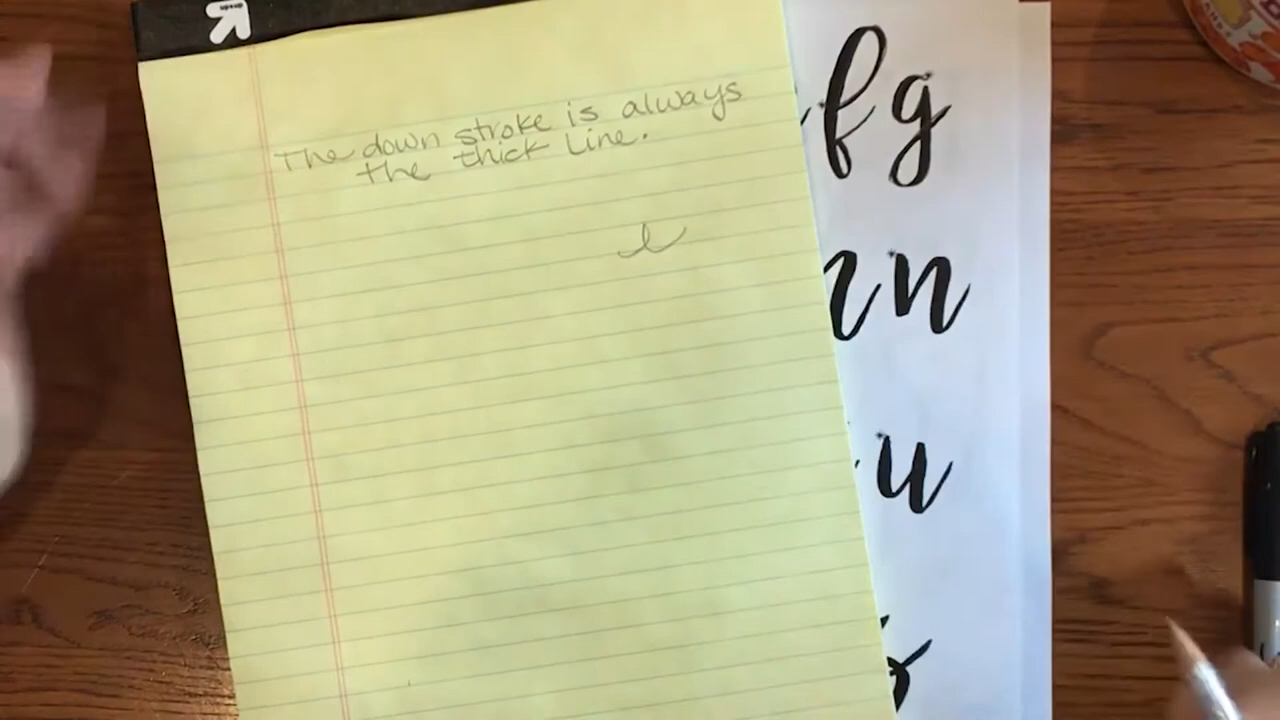 The down stroke is always
the thick line.
e
fg
n
u